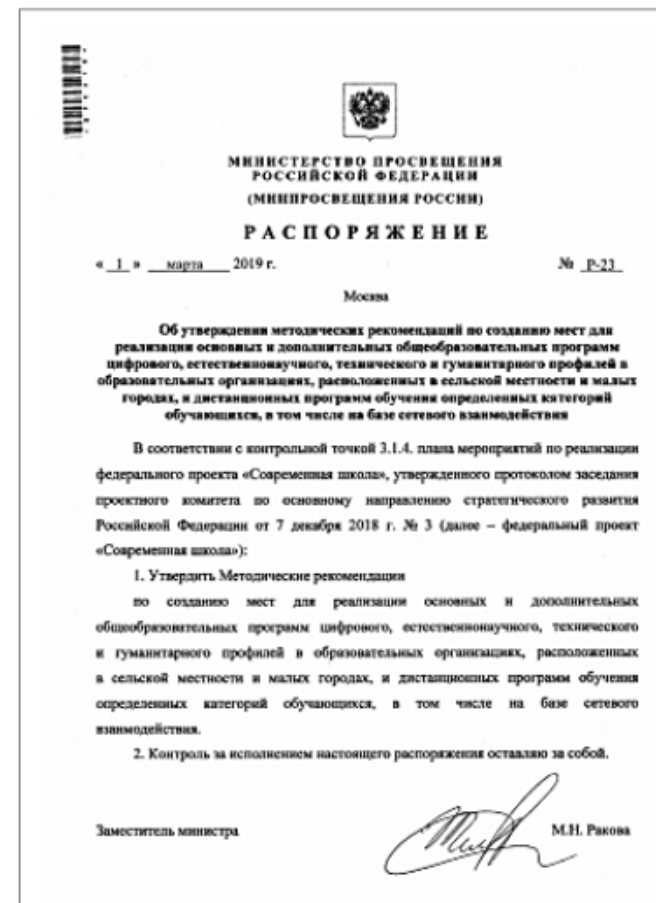 МИНИСТЕРСТВО ПРОСВЕЩЕНИЯ
РОССИЙСКОЙ ФЕДЕРАЦИИ
(МИНПРОСВЕЩЕНИЯ РОССИИ)
РАСПОРЯЖЕНИЕ
« 1 » марта 2019 г. № Р-23
Москва
Об утверждении методических рекомендаций по созданию мест для
реализации основных и дополнительных общеобразовательных программ
цифрового, естественнонаучного, технического и гуманитарного профилей в
образовательных организациях, расположенных в сельской местности и малых
городах, и дистанционных программ обучения определенных категорий
обучающихся, в том числе на базе сетевого взаимодействия
В соответствии с контрольной точкой 3.1.4. плана мероприятий по реализации
федерального проекта «Современная школа», утвержденного протоколом заседания
проектного комитета по основному направлению стратегического развития
Российской Федерации от 7 декабря 2018 г. № 3 (далее – федеральный проект
«Современная школа»):
1. Утвердить Методические рекомендации
по созданию мест для реализации основных и дополнительных
общеобразовательных программ цифрового, естественнонаучного, технического
и гуманитарного профилей в образовательных организациях, расположенных
в сельской местности и малых городах, и дистанционных программ обучения
определенных категорий обучающихся, в том числе на базе сетевого
взаимодействия.
2. Контроль за исполнением настоящего распоряжения оставляю за собой.
Заместитель министра М.Н. Ракова